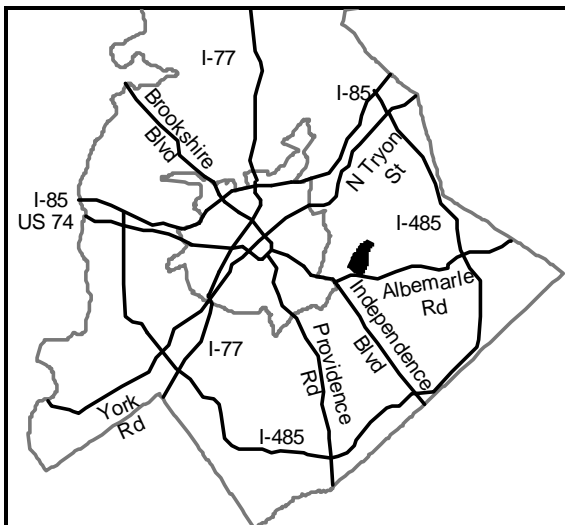 I-77
I-85
Brookshire
Blvd
N Tryon
St
I-85
US 74
I-485
Albemarle
Rd
Independence
Blvd
Providence
Rd
I-77
York
Rd
I-485